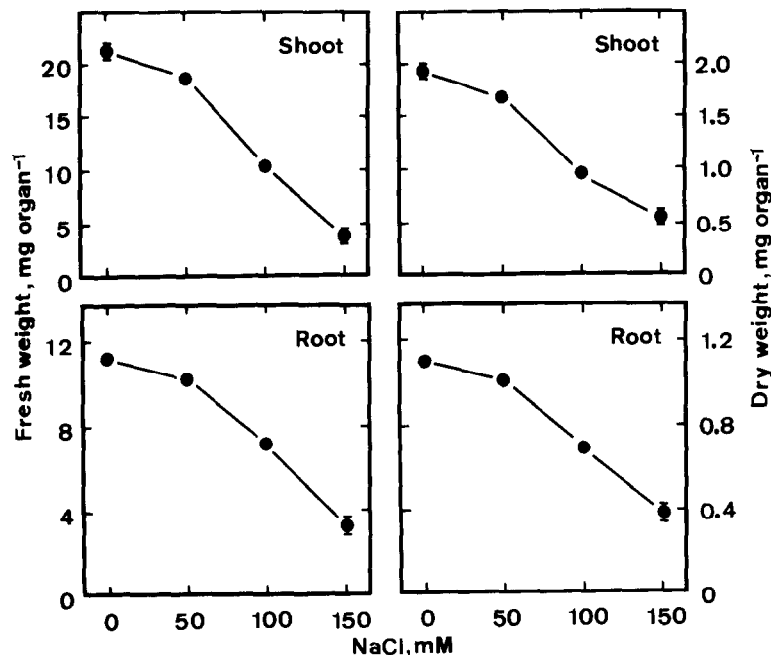 Shoot
Shoot
20
15
10
5
0
2.0
1.5
1.0
0.5
0
Root
Root
12
8
4
0
1.2
0.8
0.4
0
0 50 100 150
0 50 100 150
NaCl,mM
Fresh weight, mg organ⁻¹
Dry weight, mg organ⁻¹